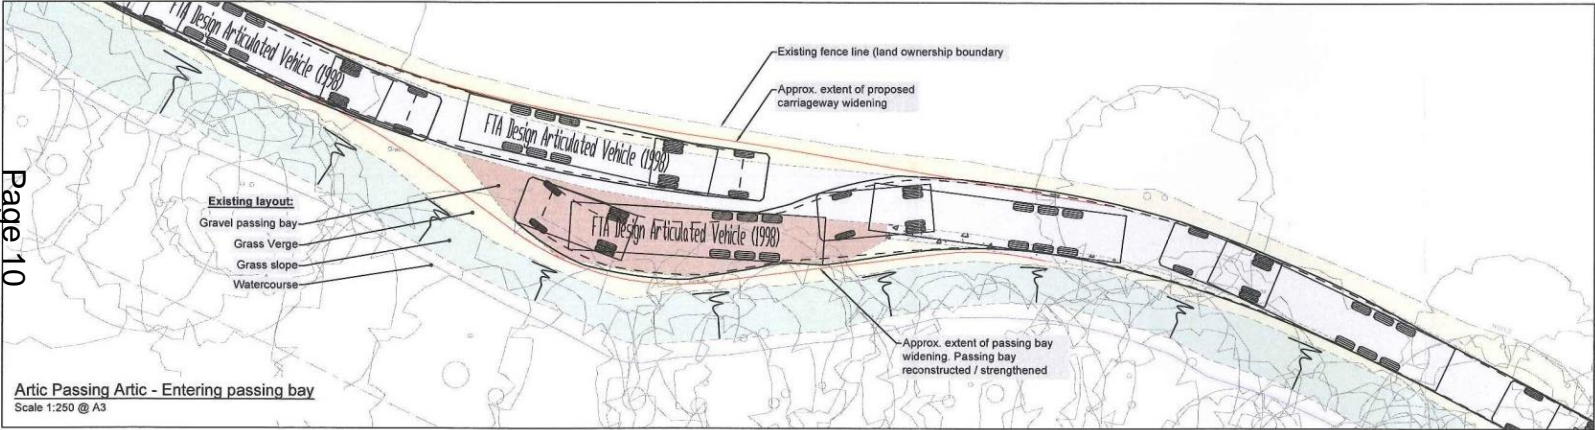 FTA Design Articulated Vehicle (1998)
Existing fence line (land ownership boundary
Approx. extent of proposed
carriageway widening
FTA Design Articulated Vehicle (1998)
Page 10
Existing layout:
Gravel passing bay
Grass Verge
Grass slope
Watercourse
FTA Design Articulated Vehicle (1998)
Approx. extent of passing bay
widening. Passing bay
reconstructed / strengthened
Artic Passing Artic - Entering passing bay
Scale 1:250 @ A3